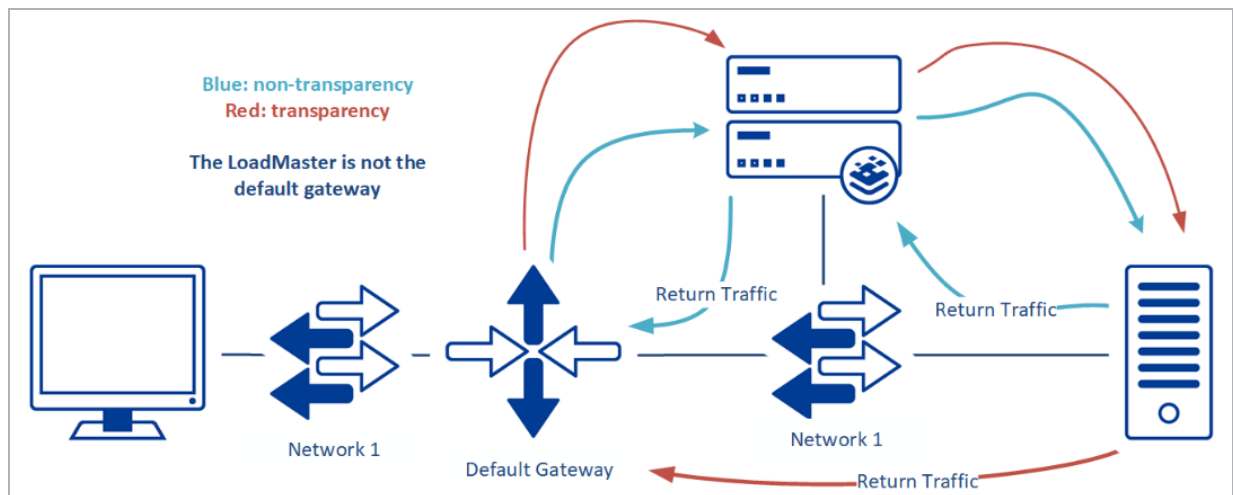 Blue: non-transparency
Red: transparency
The LoadMaster is not the
default gateway
Return Traffic
Return Traffic
Network 1
Network 1
Default Gateway
Return Traffic